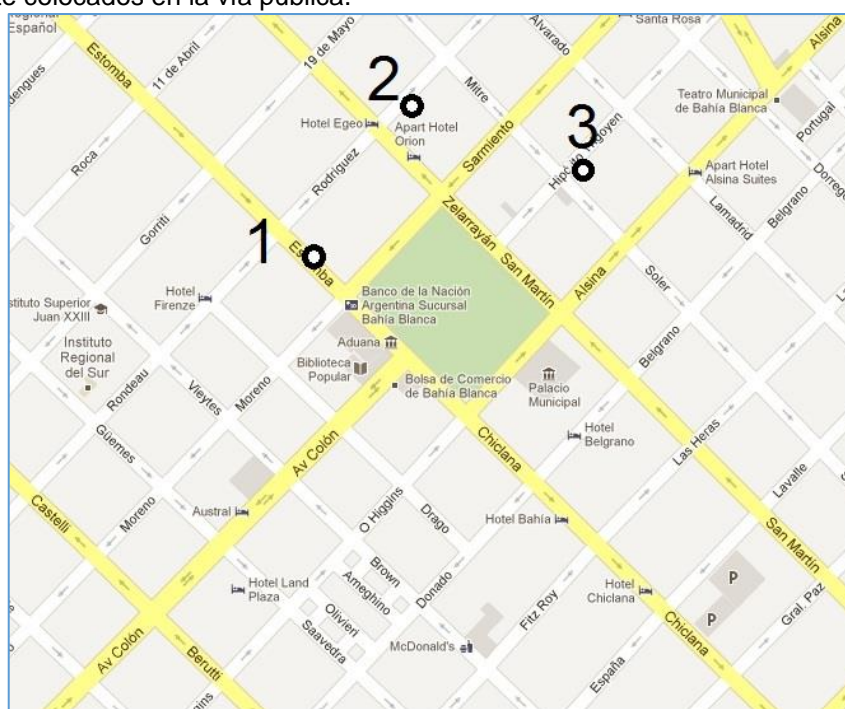 colocados en la vía pública.
Español
Estomba
11 de Abril
19 de Mayo
Alvarado
Santa Rosa
Alsina
2
Mitre
Teatro Municipal
de Bahía Blanca
Hotel Egeo
Apart Hotel
Orion
Sarmiento
3
Hipólito Yrigoyen
Portugal
Roca
Rodriguez
Apart Hotel
Alsina Suites
Dorrego
Gorriti
Zelarrayán
Belgrano
Lamadrid
1
Estomba
San Martín
Soler
Hotel
Firenze
Banco de la Nación
Argentina Sucursal
Bahía Blanca
Alsina
stituto Superior
Juan XXIII
Aduana
Belgrano
Instituto
Regional
del Sur
Biblioteca
Popular
Bolsa de Comercio
de Bahía Blanca
Palacio
Municipal
Rondeau
Vieytes
Moreno
Chiclana
Hotel
Belgrano
Las Heras
Güemes
Av Colón
Lavalle
Castelli
Moreno
Austral
O Higgins
Drago
Hotel Bahía
San Martín
Brown
Ameghino
Donado
Hotel Land
Plaza
Olivieri
Saavedra
Fitz Roy
Hotel
Chiclana
P
P
Gral. Paz
Av Colón
Berutti
McDonald's
España
Chiclana